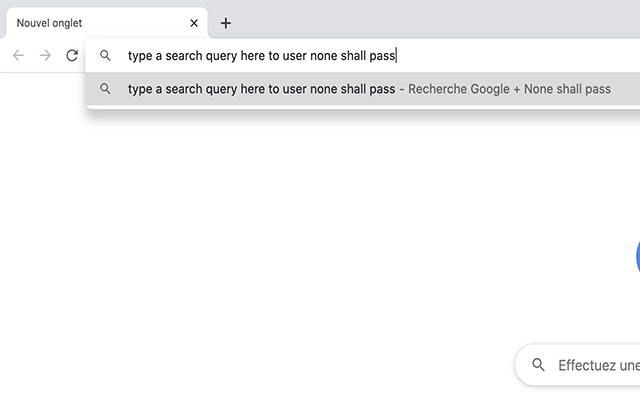 Nouvel onglet
type a search query here to user none shall pass
type a search query here to user none shall pass - Recherche Google + None shall pass
Effectuez une